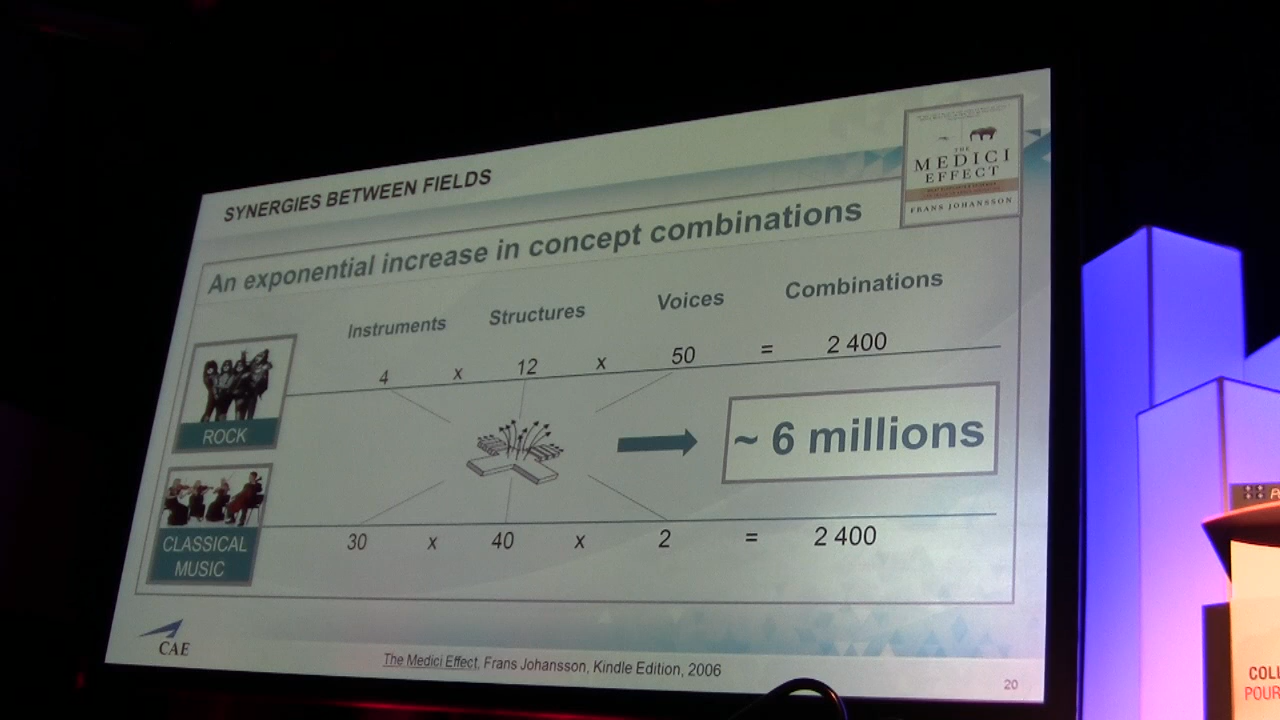 SYNERGIES BETWEEN FIELDS
THE
MEDICI
EFFECT
FRANS JOHANSSON
An exponential increase in concept combinations
Instruments Structures Voices Combinations
4 x 12 x 50 = 2 400
ROCK
~ 6 millions
CLASSICAL
MUSIC
30 x 40 x 2 = 2 400
CAE
The Medici Effect, Frans Johansson, Kindle Edition, 2006
20
COLL
POUR